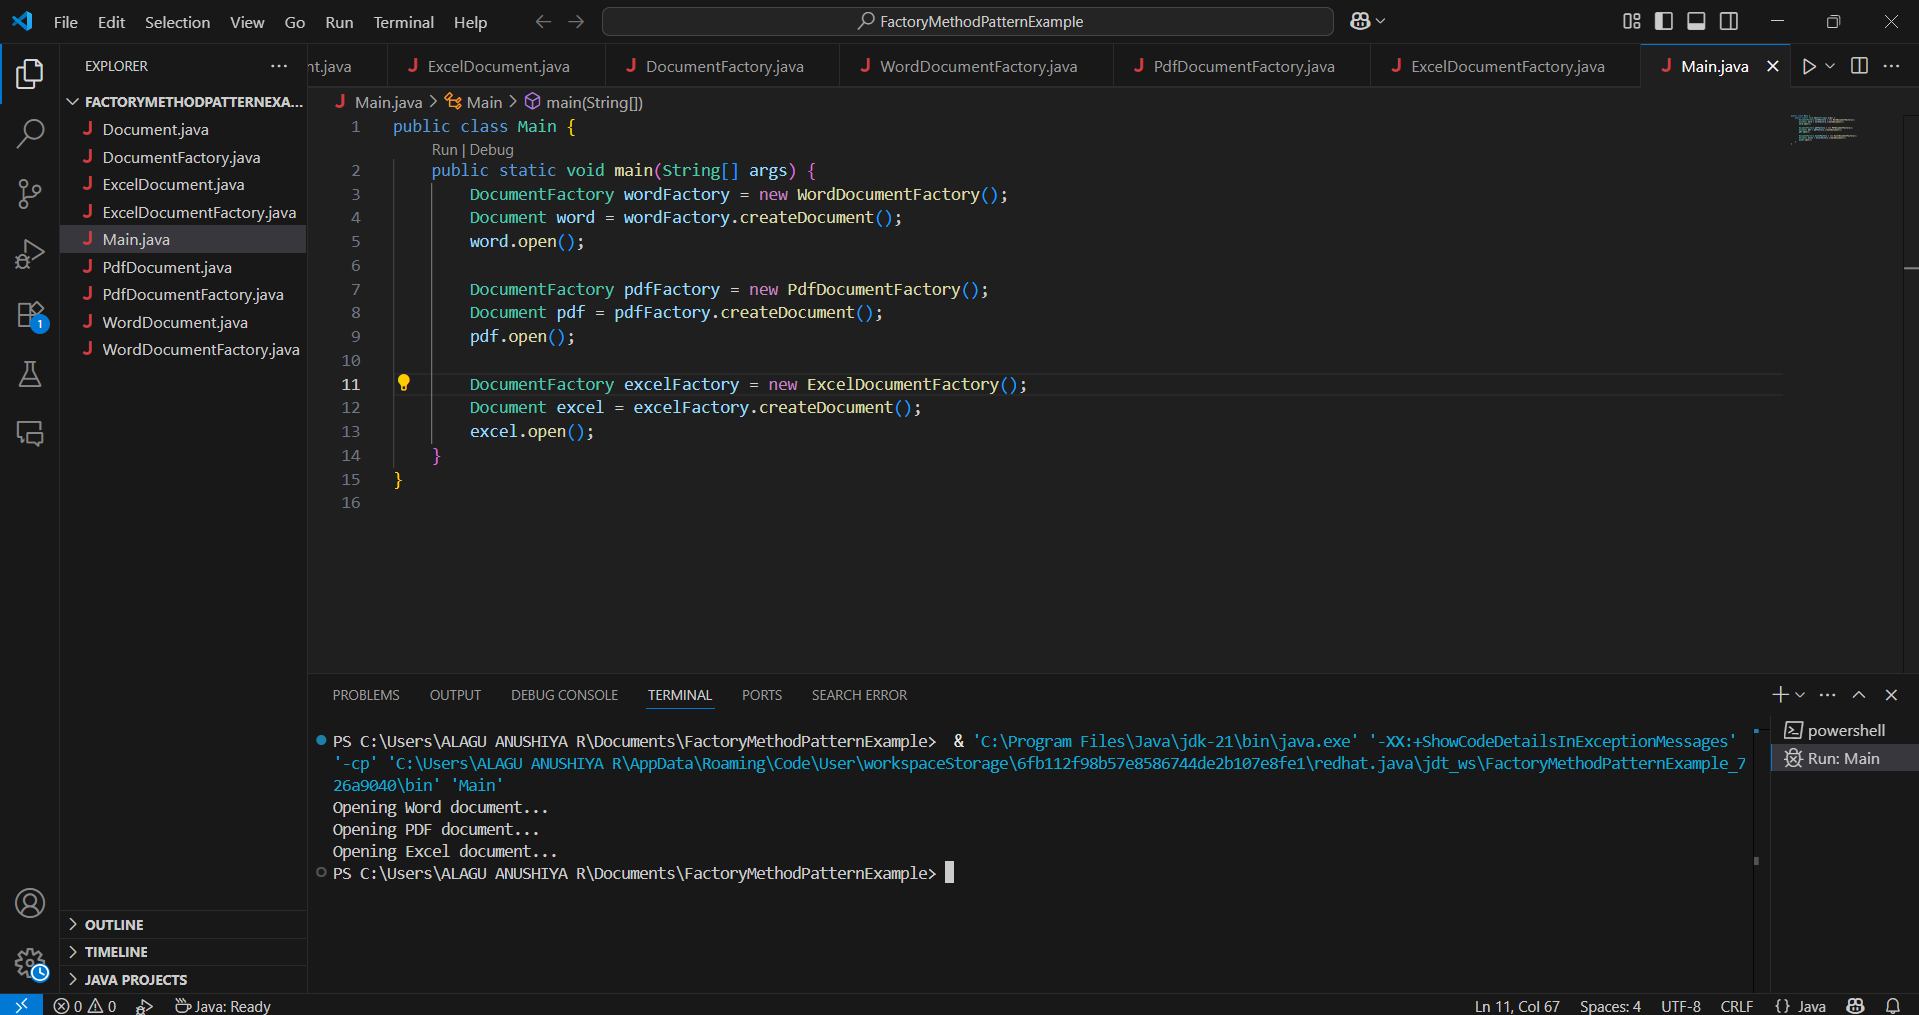 File Edit Selection View Go Run Terminal Help
FactoryMethodPatternExample
EXPLORER
nt.java ExcelDocument.java DocumentFactory.java WordDocumentFactory.java PdfDocumentFactory.java ExcelDocumentFactory.java Main.java
FACTORYMETHODPATTERNEXA...
Document.java
DocumentFactory.java
ExcelDocument.java
ExcelDocumentFactory.java
Main.java
PdfDocument.java
PdfDocumentFactory.java
WordDocument.java
WordDocumentFactory.java
1
OUTLINE
TIMELINE
JAVA PROJECTS
Main.java > Main > main(String[])
1 public class Main {
Run | Debug
2 public static void main(String[] args) {
3 DocumentFactory wordFactory = new WordDocumentFactory();
4 Document word = wordFactory.createDocument();
5 word.open();
6
7 DocumentFactory pdfFactory = new PdfDocumentFactory();
8 Document pdf = pdfFactory.createDocument();
9 pdf.open();
10
11 DocumentFactory excelFactory = new ExcelDocumentFactory();
12 Document excel = excelFactory.createDocument();
13 excel.open();
14 }
15 }
16
PROBLEMS OUTPUT DEBUG CONSOLE TERMINAL PORTS SEARCH ERROR
PS C:\Users\ALAGU ANUSHIYA R\Documents\FactoryMethodPatternExample>  & 'C:\Program Files\Java\jdk-21\bin\java.exe' '-XX:+ShowCodeDetailsInExceptionMessages'
'-cp' 'C:\Users\ALAGU ANUSHIYA R\AppData\Roaming\Code\User\workspaceStorage\6fb112f98b57e8586744de2b107e8fe1\redhat.java\jdt_ws\FactoryMethodPatternExample_7
26a9040\bin' 'Main'
Opening Word document...
Opening PDF document...
Opening Excel document...
PS C:\Users\ALAGU ANUSHIYA R\Documents\FactoryMethodPatternExample>
powershell
Run: Main
0 0 Java: Ready
Ln 11, Col 67 Spaces: 4 UTF-8 CRLF {} Java